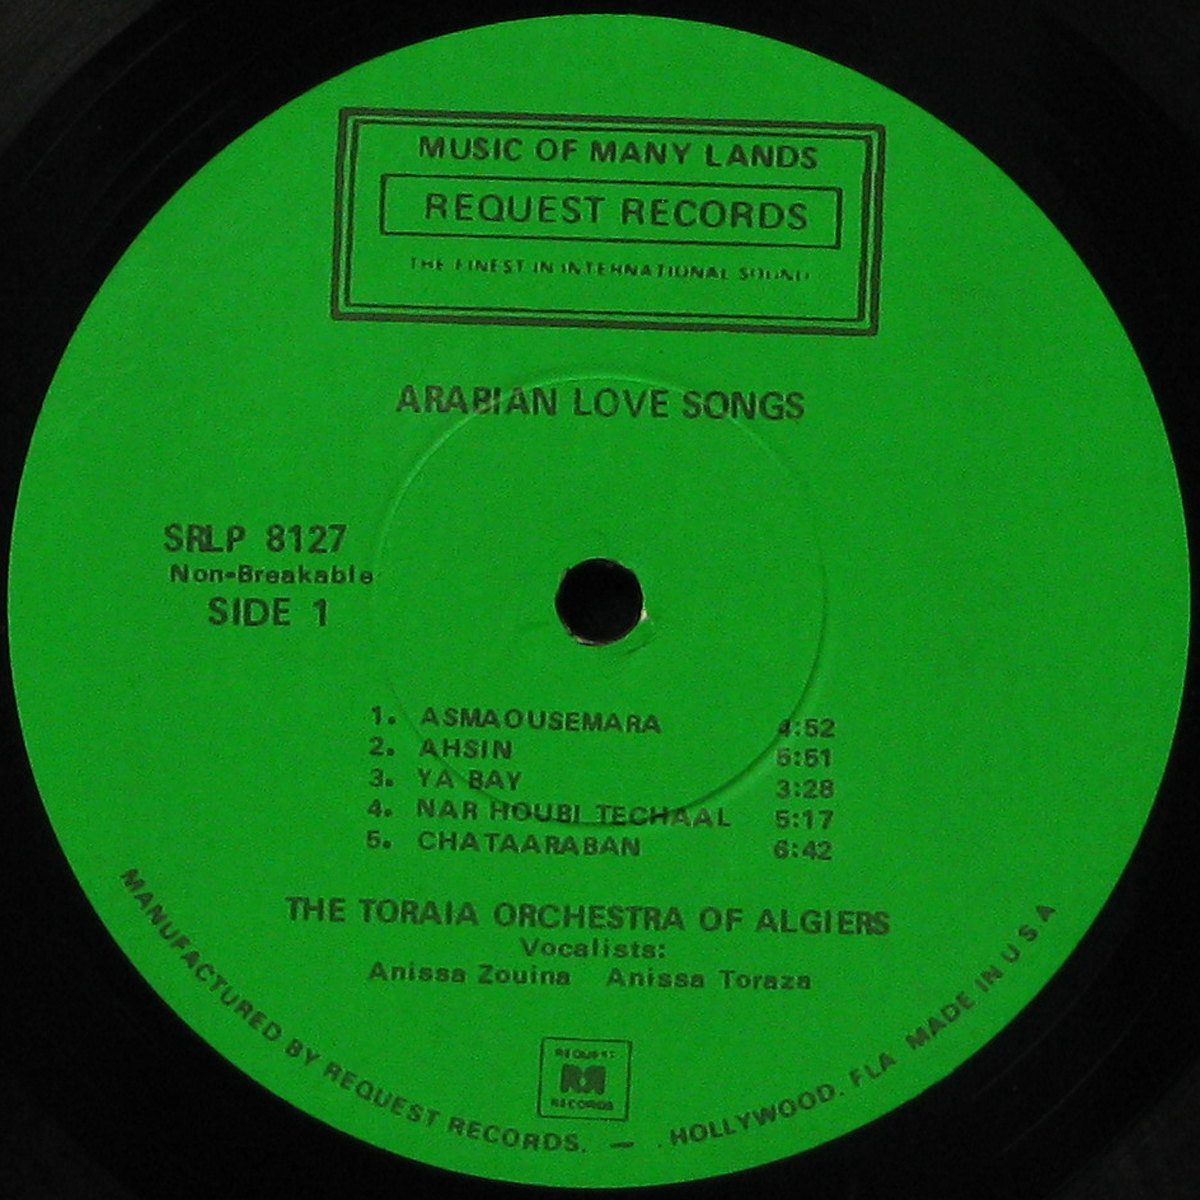 MUSIC OF MANY LANDS
REQUEST RECORDS
THE FINEST IN INTERNATIONAL SOUND
ARABIAN LOVE SONGS
SRLP 8127
Non-Breakable
SIDE 1
1. ASMAOUSEMARA 4:52
2. AHSIN 5:51
3. YA BAY 3:28
4. NAR HOUBI TECHAAL 5:17
5. CHATAARABAN 6:42
THE TORAIA ORCHESTRA OF ALGIERS
Vocalists:
Anissa Zouina Anissa Toraza
REQUEST
RR
RECORDS
MANUFACTURED BY REQUEST RECORDS. — . HOLLYWOOD. FLA MADE IN U S A